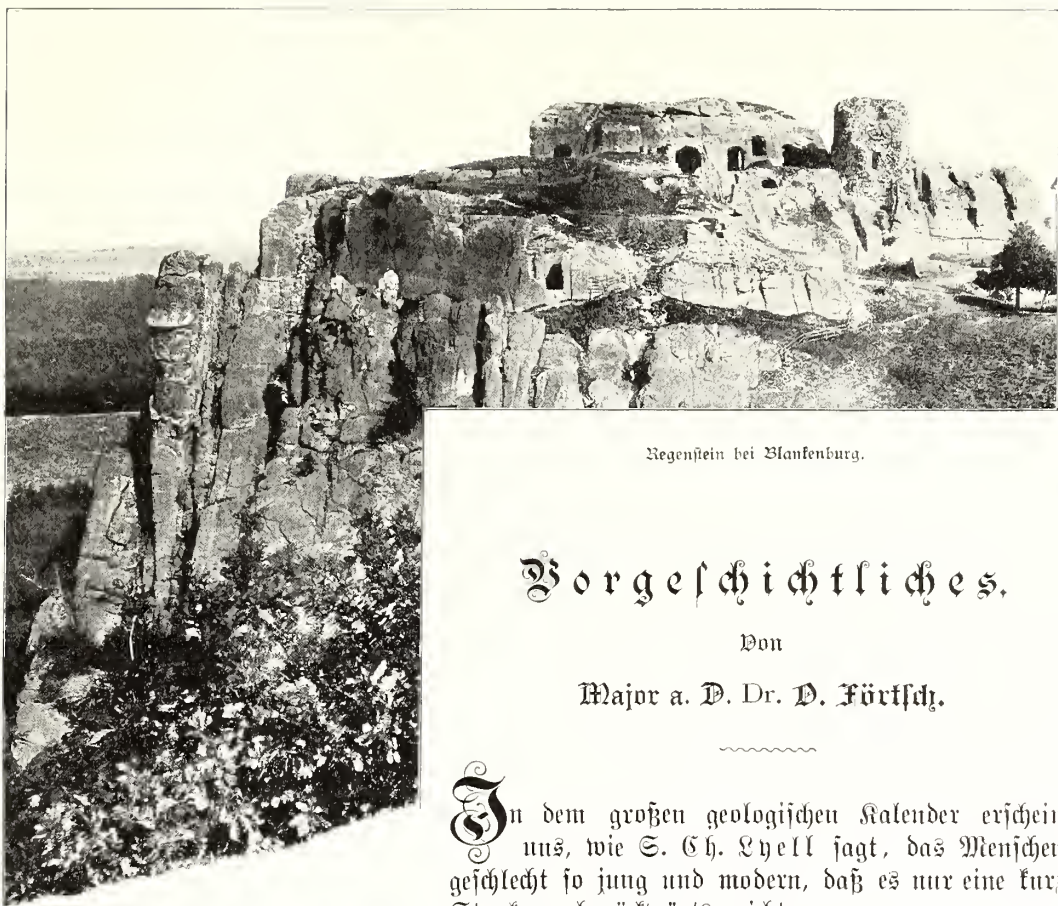 Regenſtein bei Blankenburg.
Vorgeſchichtliches.
Von
Major a. D. Dr. O. Förtſch.
In dem großen geologiſchen Kalender erſchein
uns, wie S. Ch. Lyell ſagt, das Menſchen
geſchlecht ſo jung und modern, daß es nur eine kurz